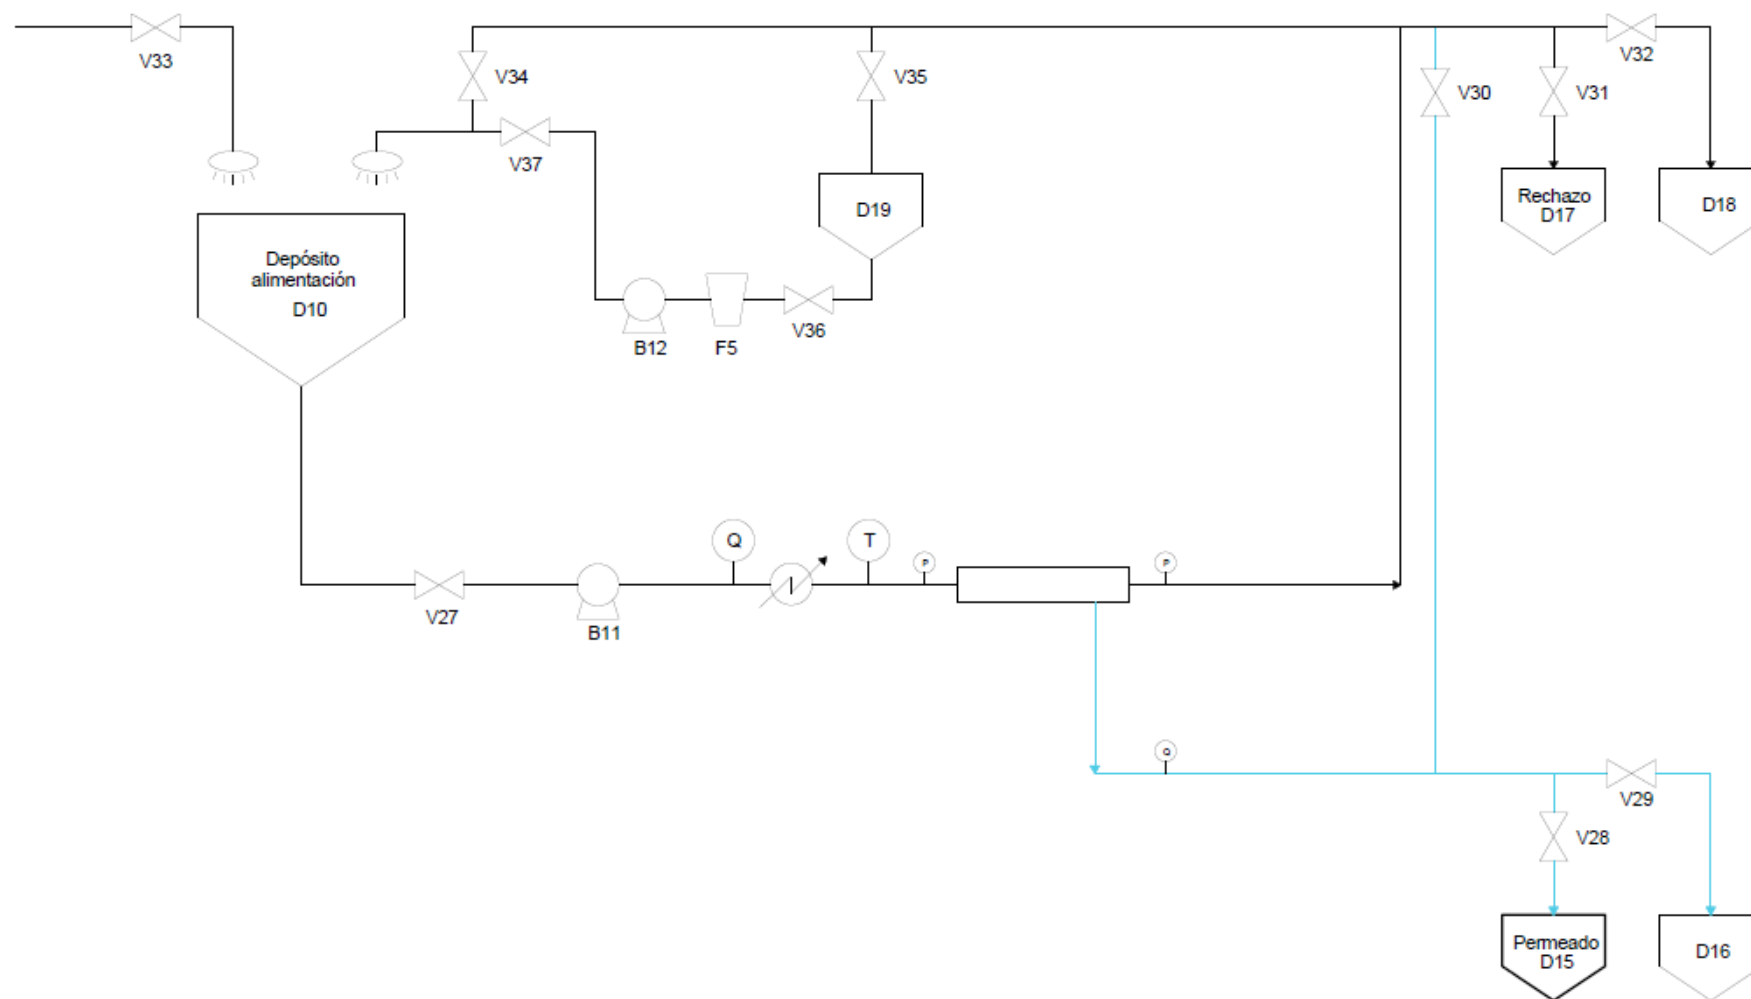 V33
V34
V35
V30
V31
V32
V37
Rechazo
D17
D18
D19
Depósito
alimentación
D10
V36
B12
F5
Q
T
P
P
V27
B11
Q
V29
V28
Permeado
D15
D16